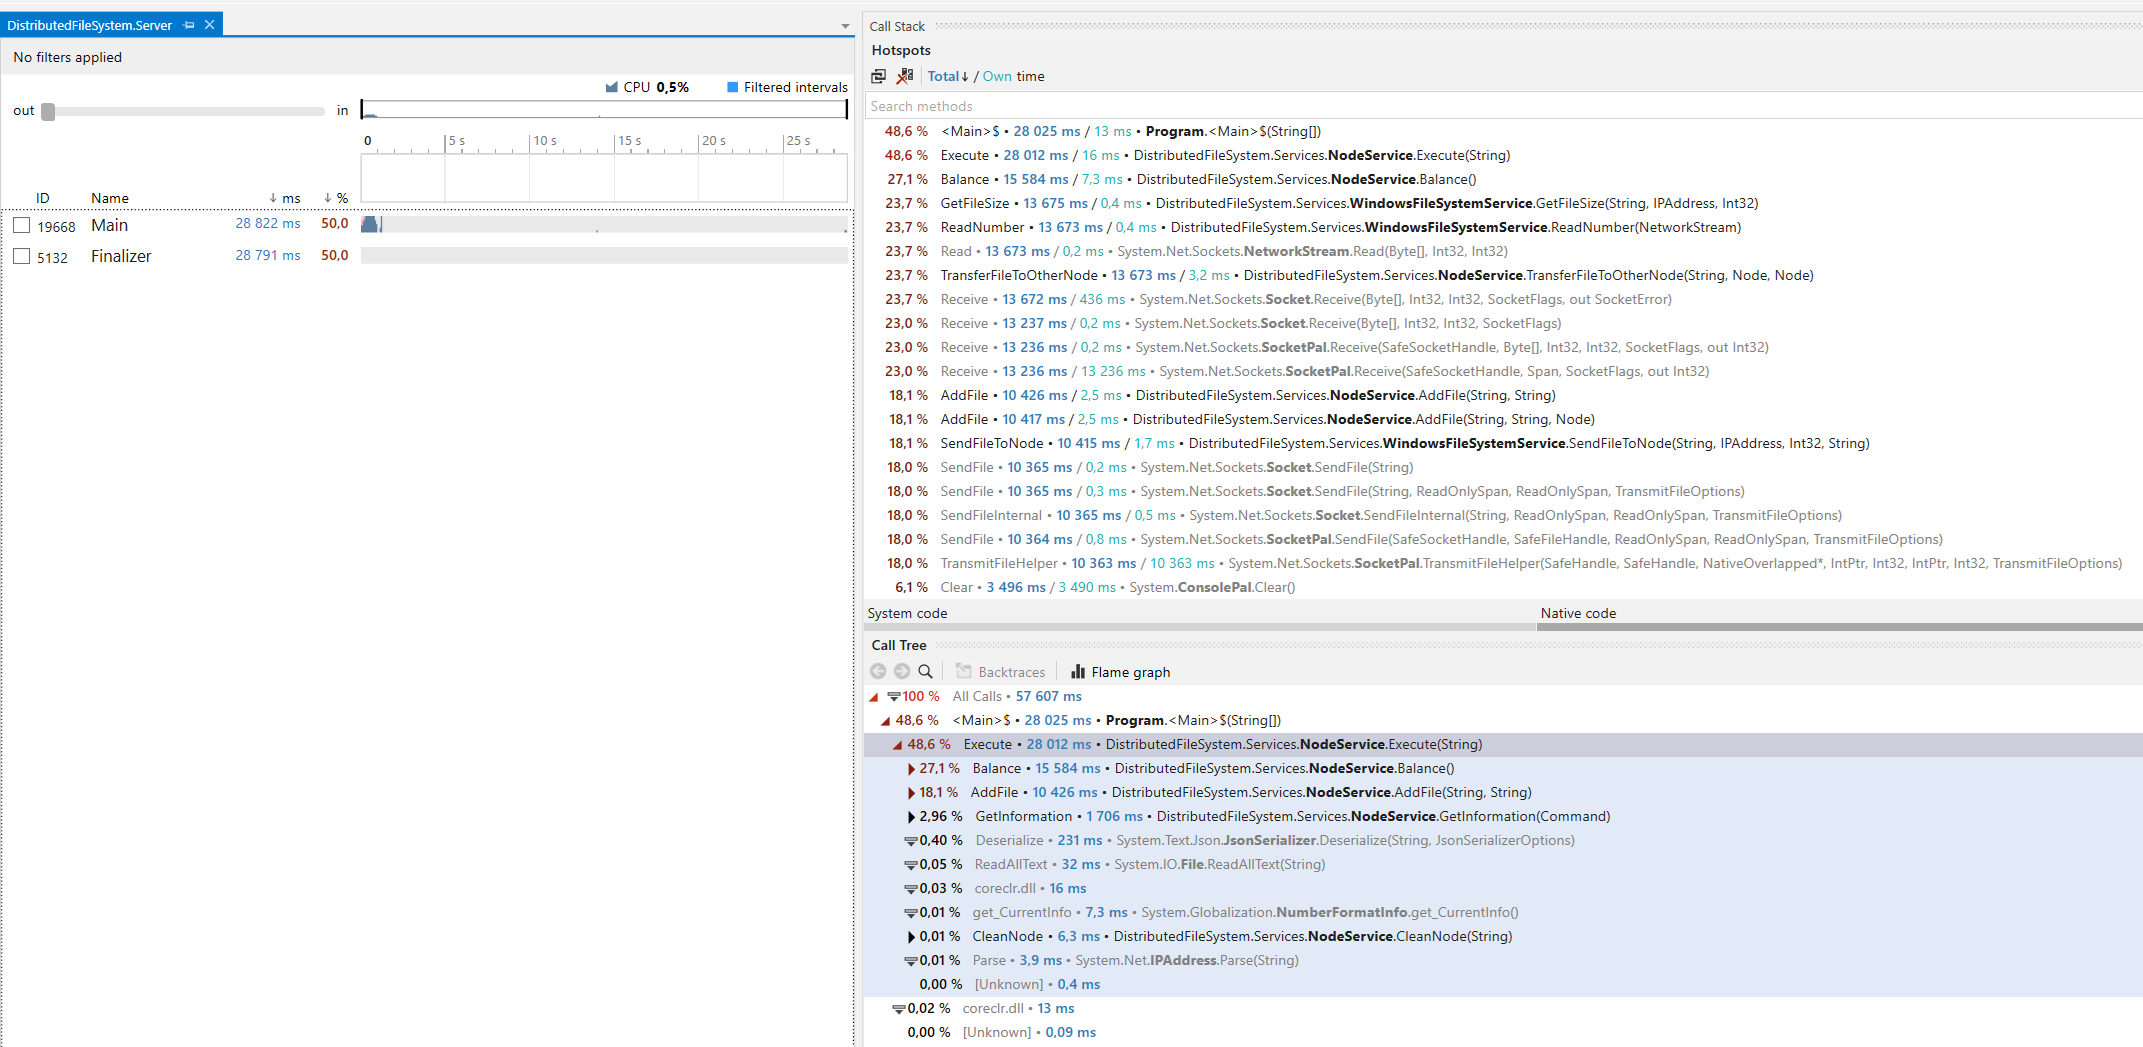 DistributedFileSystem.Server
No filters applied
CPU 0,5% Filtered intervals
out in
0 5 s 10 s 15 s 20 s 25 s
ID Name ↓ ms ↓ %
19668 Main 28 822 ms 50,0
5132 Finalizer 28 791 ms 50,0
Call Stack
Hotspots
Total↓ / Own time
Search methods
48,6 % <Main>$ • 28 025 ms / 13 ms • Program.<Main>$(String[])
48,6 % Execute • 28 012 ms / 16 ms • DistributedFileSystem.Services.NodeService.Execute(String)
27,1 % Balance • 15 584 ms / 7,3 ms • DistributedFileSystem.Services.NodeService.Balance()
23,7 % GetFileSize • 13 675 ms / 0,4 ms • DistributedFileSystem.Services.WindowsFileSystemService.GetFileSize(String, IPAddress, Int32)
23,7 % ReadNumber • 13 673 ms / 0,4 ms • DistributedFileSystem.Services.WindowsFileSystemService.ReadNumber(NetworkStream)
23,7 % Read • 13 673 ms / 0,2 ms • System.Net.Sockets.NetworkStream.Read(Byte[], Int32, Int32)
23,7 % TransferFileToOtherNode • 13 673 ms / 3,2 ms • DistributedFileSystem.Services.NodeService.TransferFileToOtherNode(String, Node, Node)
23,7 % Receive • 13 672 ms / 436 ms • System.Net.Sockets.Socket.Receive(Byte[], Int32, Int32, SocketFlags, out SocketError)
23,0 % Receive • 13 237 ms / 0,2 ms • System.Net.Sockets.Socket.Receive(Byte[], Int32, Int32, SocketFlags)
23,0 % Receive • 13 236 ms / 0,2 ms • System.Net.Sockets.SocketPal.Receive(SafeSocketHandle, Byte[], Int32, Int32, SocketFlags, out Int32)
23,0 % Receive • 13 236 ms / 13 236 ms • System.Net.Sockets.SocketPal.Receive(SafeSocketHandle, Span, SocketFlags, out Int32)
18,1 % AddFile • 10 426 ms / 2,5 ms • DistributedFileSystem.Services.NodeService.AddFile(String, String)
18,1 % AddFile • 10 417 ms / 2,5 ms • DistributedFileSystem.Services.NodeService.AddFile(String, String, Node)
18,1 % SendFileToNode • 10 415 ms / 1,7 ms • DistributedFileSystem.Services.WindowsFileSystemService.SendFileToNode(String, IPAddress, Int32, String)
18,0 % SendFile • 10 365 ms / 0,2 ms • System.Net.Sockets.Socket.SendFile(String)
18,0 % SendFile • 10 365 ms / 0,3 ms • System.Net.Sockets.Socket.SendFile(String, ReadOnlySpan, ReadOnlySpan, TransmitFileOptions)
18,0 % SendFileInternal • 10 365 ms / 0,5 ms • System.Net.Sockets.Socket.SendFileInternal(String, ReadOnlySpan, ReadOnlySpan, TransmitFileOptions)
18,0 % SendFile • 10 364 ms / 0,8 ms • System.Net.Sockets.SocketPal.SendFile(SafeSocketHandle, SafeFileHandle, ReadOnlySpan, ReadOnlySpan, TransmitFileOptions)
18,0 % TransmitFileHelper • 10 363 ms / 10 363 ms • System.Net.Sockets.SocketPal.TransmitFileHelper(SafeHandle, SafeHandle, NativeOverlapped*, IntPtr, Int32, IntPtr, Int32, TransmitFileOptions)
6,1 % Clear • 3 496 ms / 3 490 ms • System.ConsolePal.Clear()
System code Native code
Call Tree
Backtraces Flame graph
100 % All Calls • 57 607 ms
48,6 % <Main>$ • 28 025 ms • Program.<Main>$(String[])
48,6 % Execute • 28 012 ms • DistributedFileSystem.Services.NodeService.Execute(String)
27,1 % Balance • 15 584 ms • DistributedFileSystem.Services.NodeService.Balance()
18,1 % AddFile • 10 426 ms • DistributedFileSystem.Services.NodeService.AddFile(String, String)
2,96 % GetInformation • 1 706 ms • DistributedFileSystem.Services.NodeService.GetInformation(Command)
0,40 % Deserialize • 231 ms • System.Text.Json.JsonSerializer.Deserialize(String, JsonSerializerOptions)
0,05 % ReadAllText • 32 ms • System.IO.File.ReadAllText(String)
0,03 % coreclr.dll • 16 ms
0,01 % get_CurrentInfo • 7,3 ms • System.Globalization.NumberFormatInfo.get_CurrentInfo()
0,01 % CleanNode • 6,3 ms • DistributedFileSystem.Services.NodeService.CleanNode(String)
0,01 % Parse • 3,9 ms • System.Net.IPAddress.Parse(String)
0,00 % [Unknown] • 0,4 ms
0,02 % coreclr.dll • 13 ms
0,00 % [Unknown] • 0,09 ms